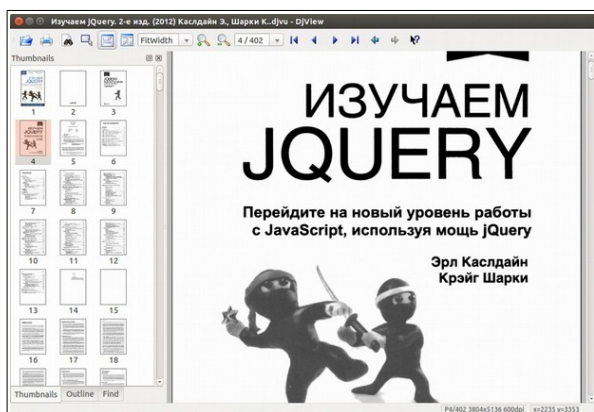 Изучаем jQuery. 2-е изд. (2012) Каслдайн Э., Шарки К..djvu - DjView
FitWidth
4 / 402
Thumbnails
1
2
3
4
5
6
7
8
9
10
11
12
13
14
15
16
17
18
Thumbnails Outline Find
ИЗУЧАЕМ
JQUERY
Перейдите на новый уровень работы
с JavaScript, используя мощь jQuery
Эрл Каслдайн
Крэйг Шарки
P4/402 3804x5136 600dpi x=2235 y=3353